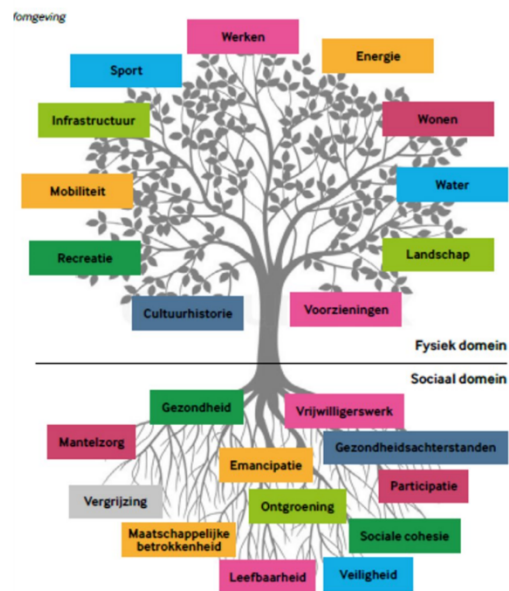 Werken
Energie
Sport
Infrastructuur
Wonen
Mobiliteit
Water
Recreatie
Landschap
Cultuurhistorie
Voorzieningen
Fysiek domein
Sociaal domein
Gezondheid
Vrijwilligerswerk
Mantelzorg
Gezondheidsachterstanden
Emancipatie
Participatie
Vergrijzing
Ontgroening
Maatschappelijke
betrokkenheid
Sociale cohesie
Leefbaarheid
Veiligheid